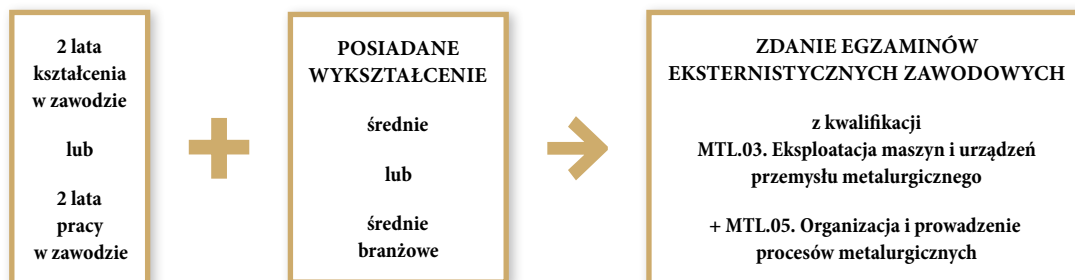 2 lata
kształcenia
w zawodzie
lub
2 lata
pracy
w zawodzie
POSIADANE
WYKSZTAŁCENIE
średnie
lub
średnie
branżowe
ZDANIE EGZAMINÓW
EKSTERNISTYCZNYCH ZAWODOWYCH
z kwalifikacji
MTL.03. Eksploatacja maszyn i urządzeń
przemysłu metalurgicznego
+ MTL.05. Organizacja i prowadzenie
procesów metalurgicznych